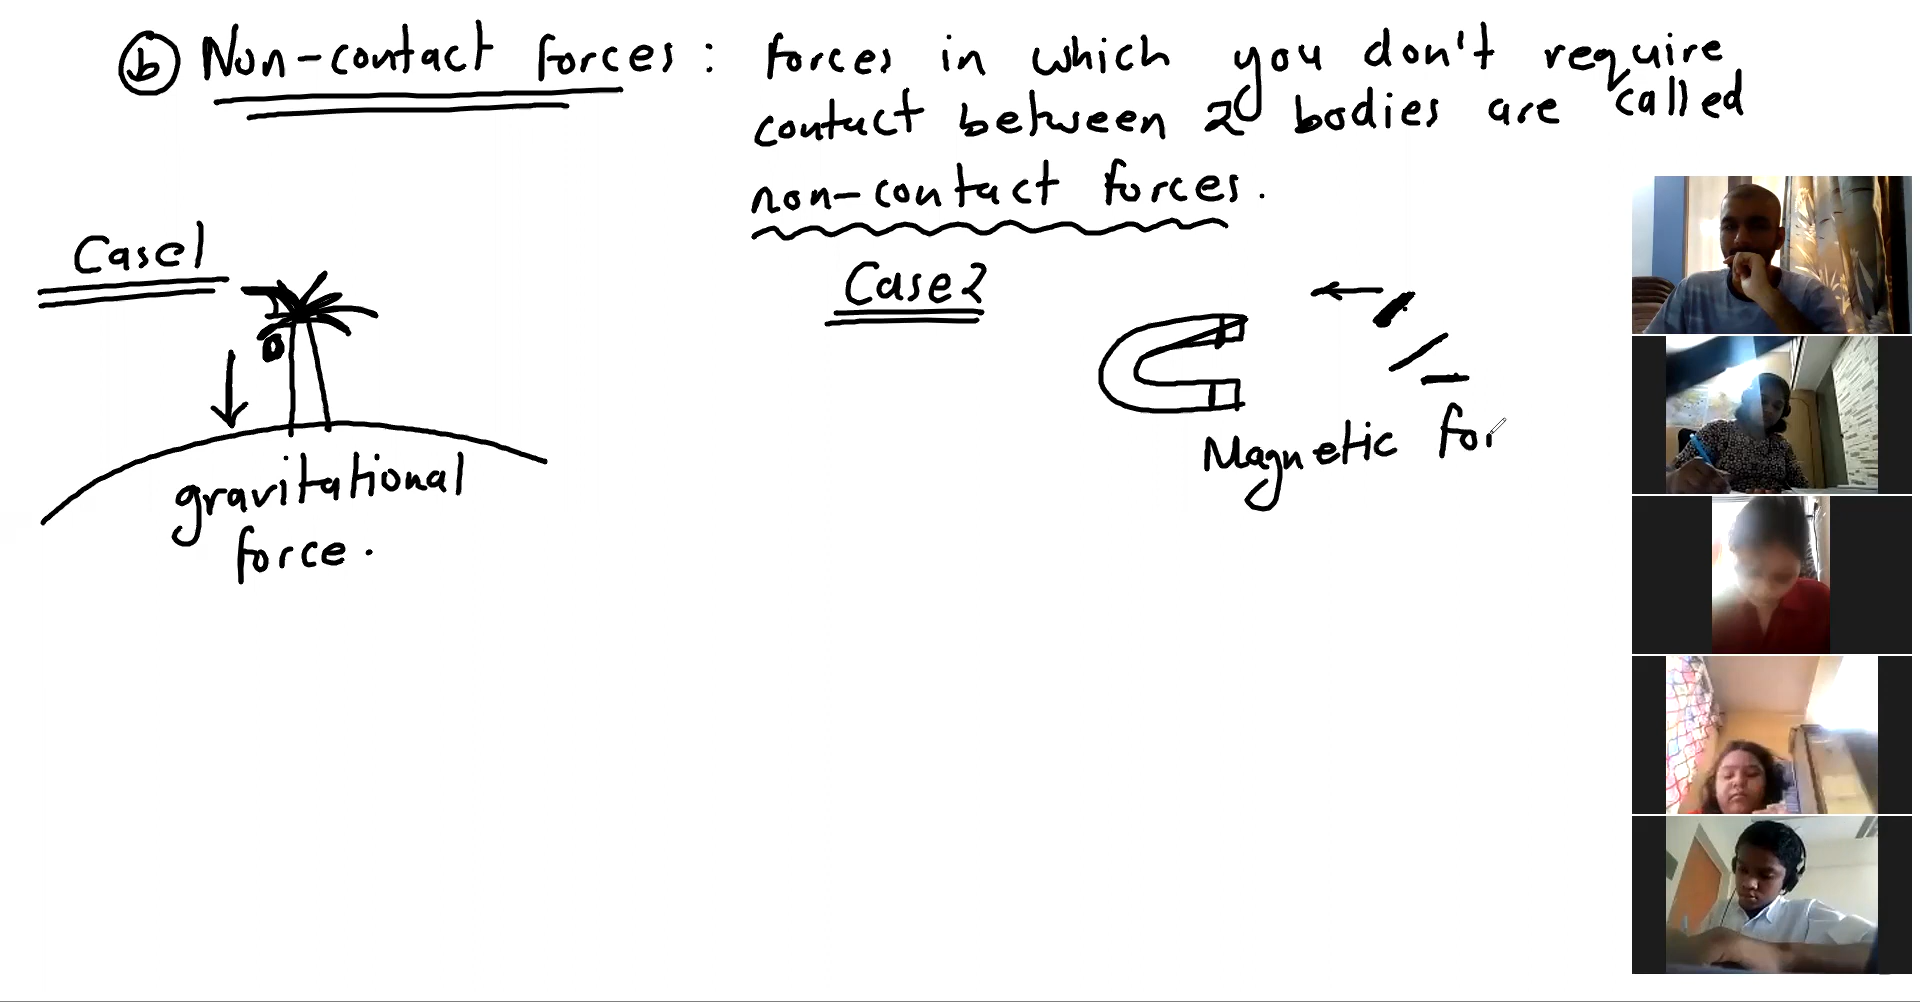 b Non-contact forces : forces in which you don't require
contact between 2 bodies are called
non-contact forces.
Case1
Case2
Magnetic for
gravitational
force.